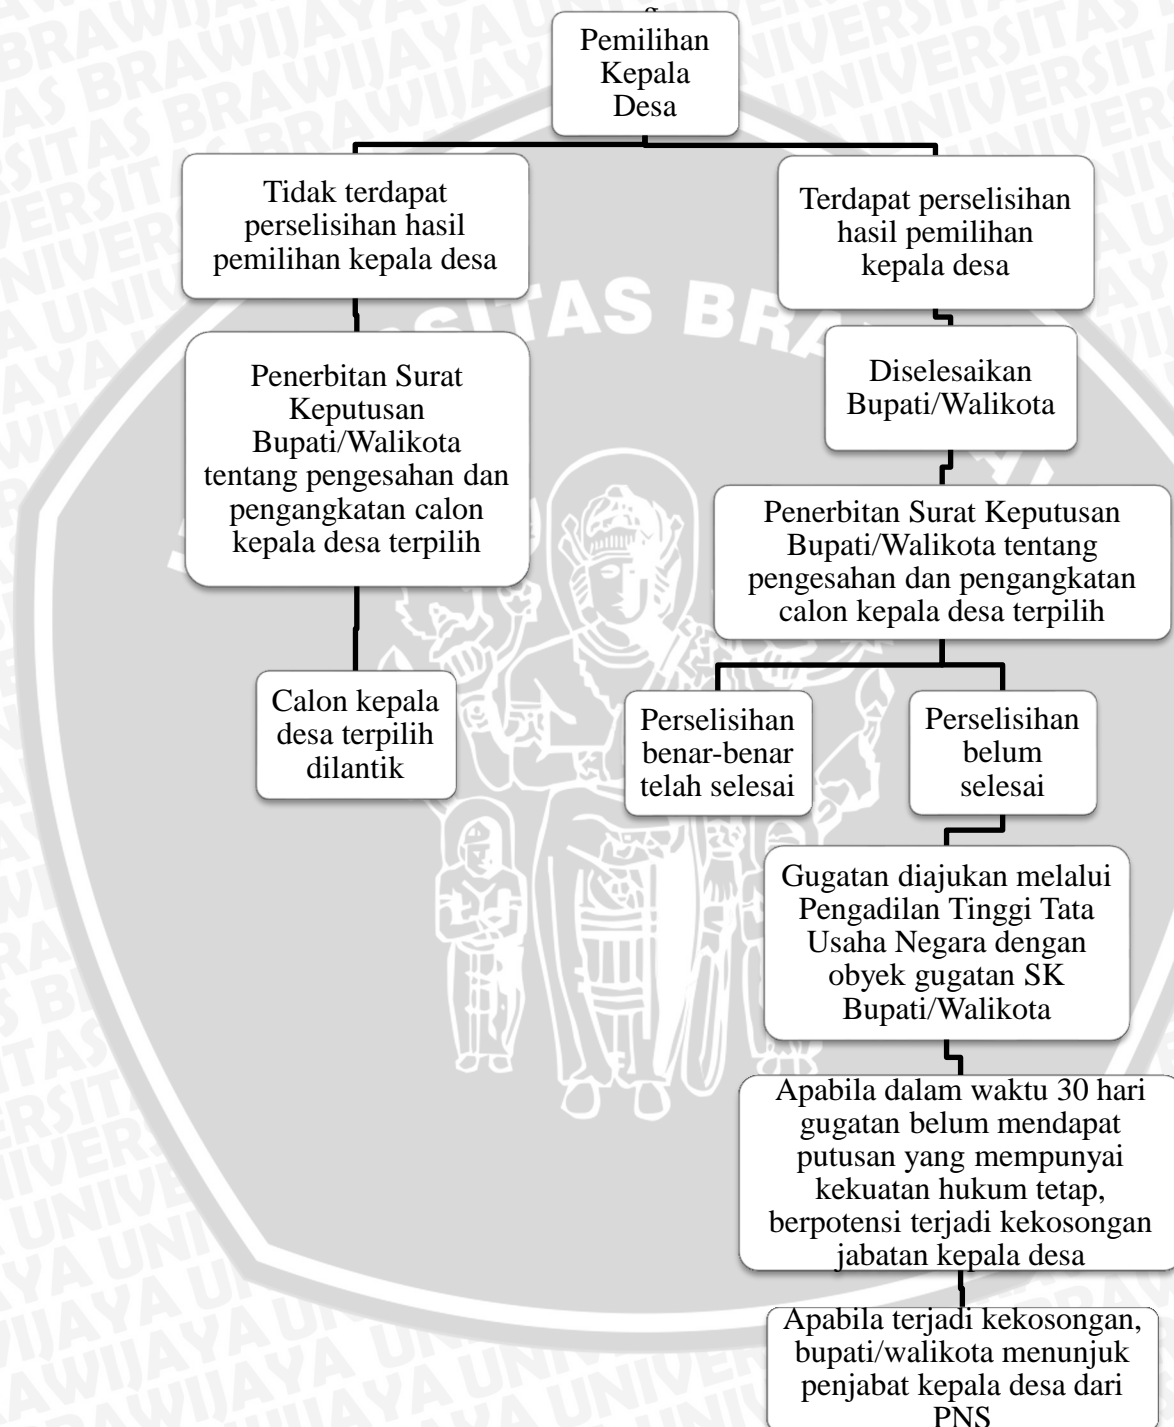 Pemilihan
Kepala
Desa
Tidak terdapat
perselisihan hasil
pemilihan kepala desa
Terdapat perselisihan
hasil pemilihan
kepala desa
Penerbitan Surat
Keputusan
Bupati/Walikota
tentang pengesahan dan
pengangkatan calon
kepala desa terpilih
Diselesaikan
Bupati/Walikota
Penerbitan Surat Keputusan
Bupati/Walikota tentang
pengesahan dan pengangkatan
calon kepala desa terpilih
Calon kepala
desa terpilih
dilantik
Perselisihan
benar-benar
telah selesai
Perselisihan
belum
selesai
Gugatan diajukan melalui
Pengadilan Tinggi Tata
Usaha Negara dengan
obyek gugatan SK
Bupati/Walikota
Apabila dalam waktu 30 hari
gugatan belum mendapat
putusan yang mempunyai
kekuatan hukum tetap,
berpotensi terjadi kekosongan
jabatan kepala desa
Apabila terjadi kekosongan,
bupati/walikota menunjuk
penjabat kepala desa dari
PNS